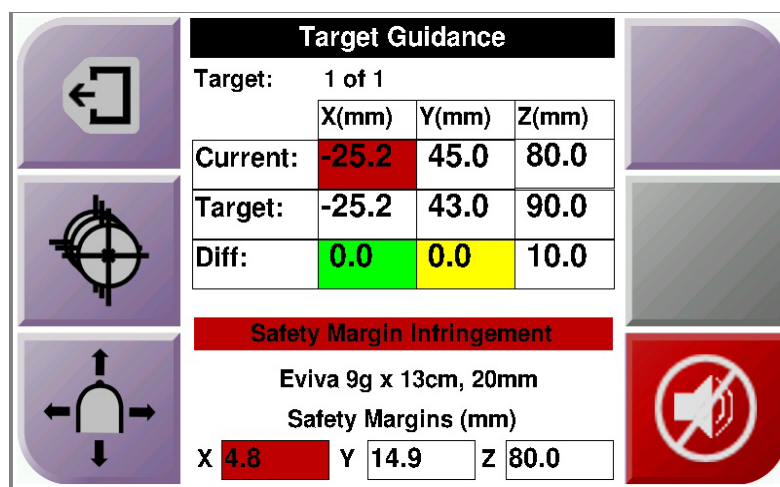 Target Guidance
Target: 1 of 1
X(mm) Y(mm) Z(mm)
Current: -25.2 45.0 80.0
Target: -25.2 43.0 90.0
Diff: 0.0 0.0 10.0
Safety Margin Infringement
Eviva 9g x 13cm, 20mm
Safety Margins (mm)
X 4.8 Y 14.9 Z 80.0